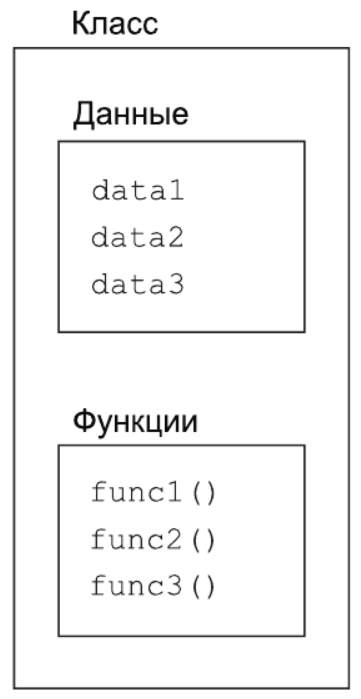 Класс
Данные
data1
data2
data3
Функции
func1()
func2()
func3()